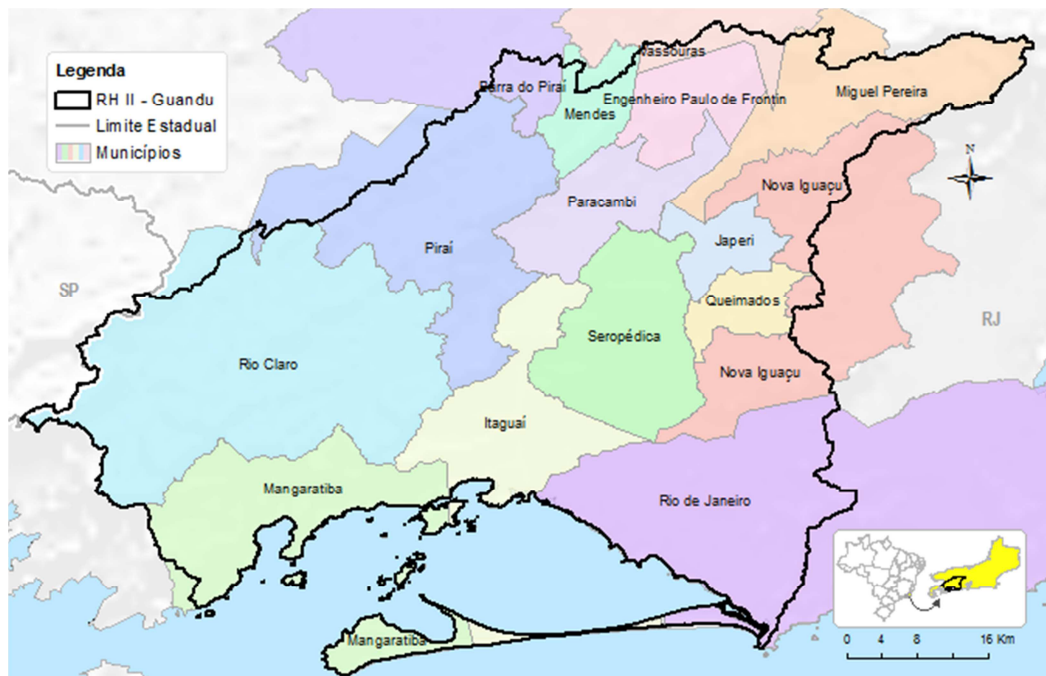 Legenda
RH II - Guandu
Limite Estadual
Municípios
Vassouras
Barra do Piraí
Mendes
Engenheiro Paulo de Frontin
Miguel Pereira
N
Nova Iguaçu
Paracambi
Japeri
Piraí
SP
Queimados
RJ
Seropédica
Rio Claro
Nova Iguaçu
Itaguaí
Mangaratiba
Rio de Janeiro
Mangaratiba
0 4 8 16 Km